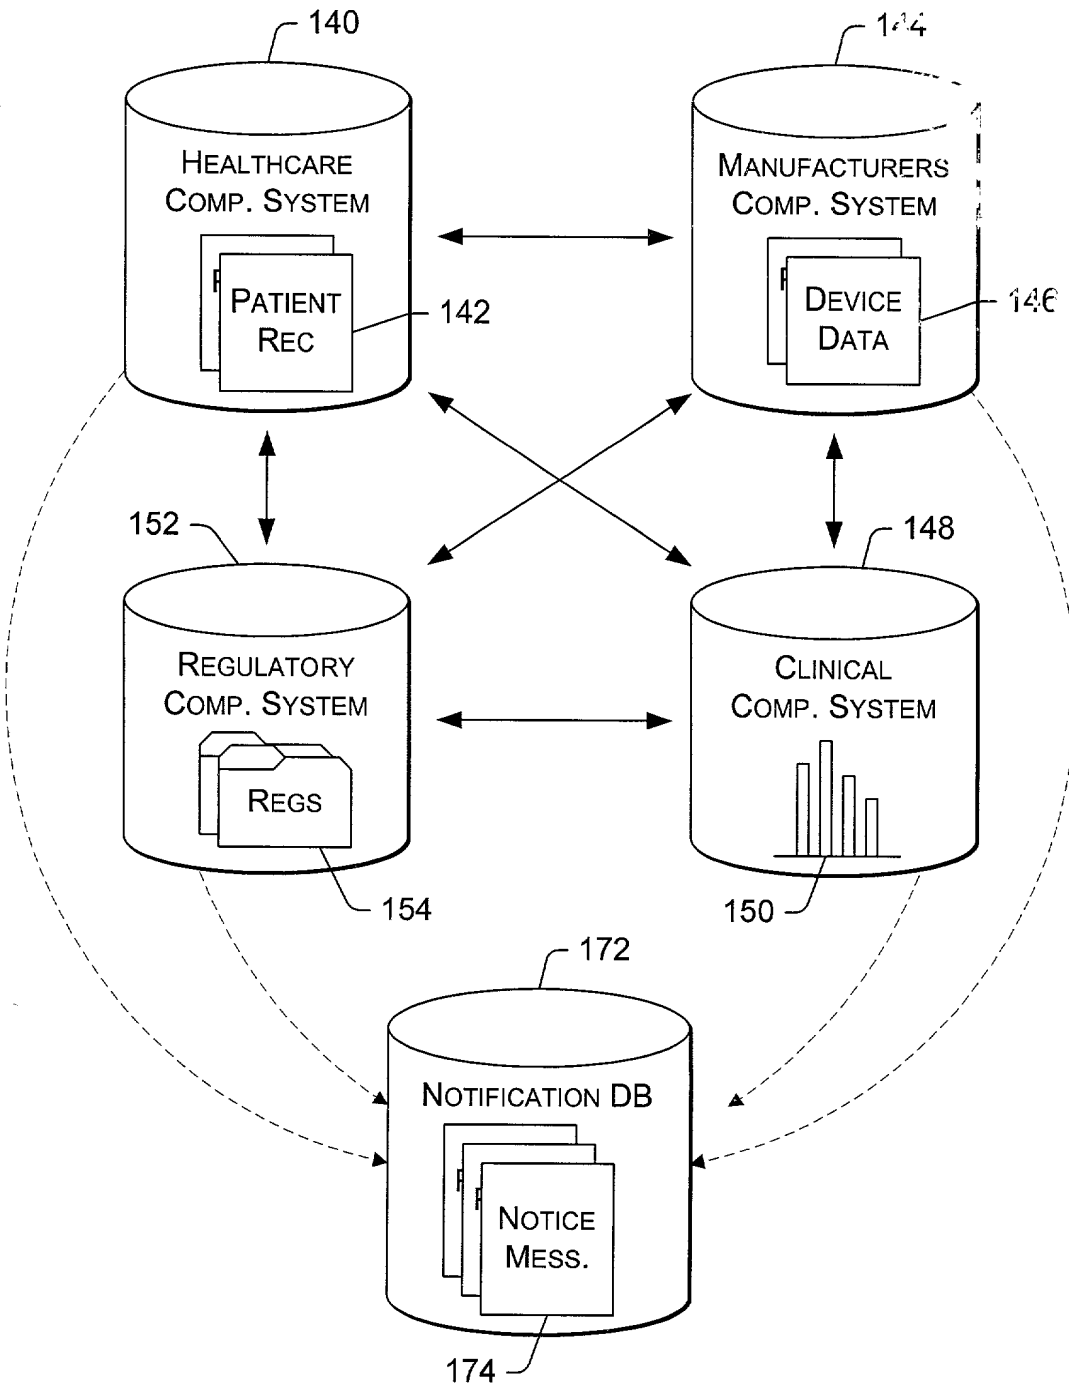 140
144
HEALTHCARE
COMP. SYSTEM
MANUFACTURERS
COMP. SYSTEM
PATIENT
REC
142
DEVICE
DATA
146
152
148
REGULATORY
COMP. SYSTEM
CLINICAL
COMP. SYSTEM
REGS
154
150
172
NOTIFICATION DB
NOTICE
MESS.
174